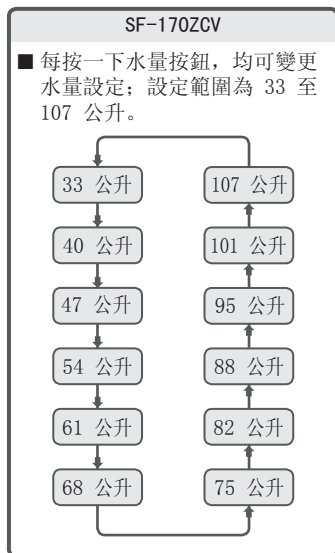 SF-170ZCV
■ 每按一下水量按鈕，均可變更
水量設定；設定範圍為 33 至
107 公升。
33 公升
40 公升
47 公升
54 公升
61 公升
68 公升
75 公升
82 公升
88 公升
95 公升
101 公升
107 公升